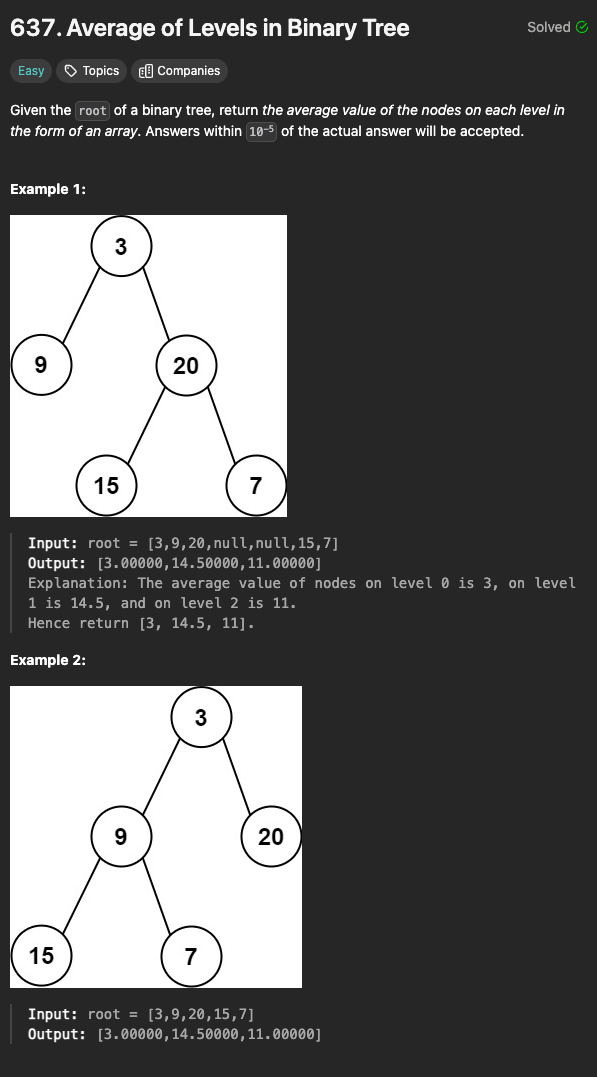 637. Average of Levels in Binary Tree
Solved
Easy Topics Companies
Given the root of a binary tree, return the average value of the nodes on each level in
the form of an array. Answers within 10⁻⁵ of the actual answer will be accepted.
Example 1:
3
9 20
15 7
Input: root = [3,9,20,null,null,15,7]
Output: [3.00000,14.50000,11.00000]
Explanation: The average value of nodes on level 0 is 3, on level
1 is 14.5, and on level 2 is 11.
Hence return [3, 14.5, 11].
Example 2:
3
9 20
15 7
Input: root = [3,9,20,15,7]
Output: [3.00000,14.50000,11.00000]